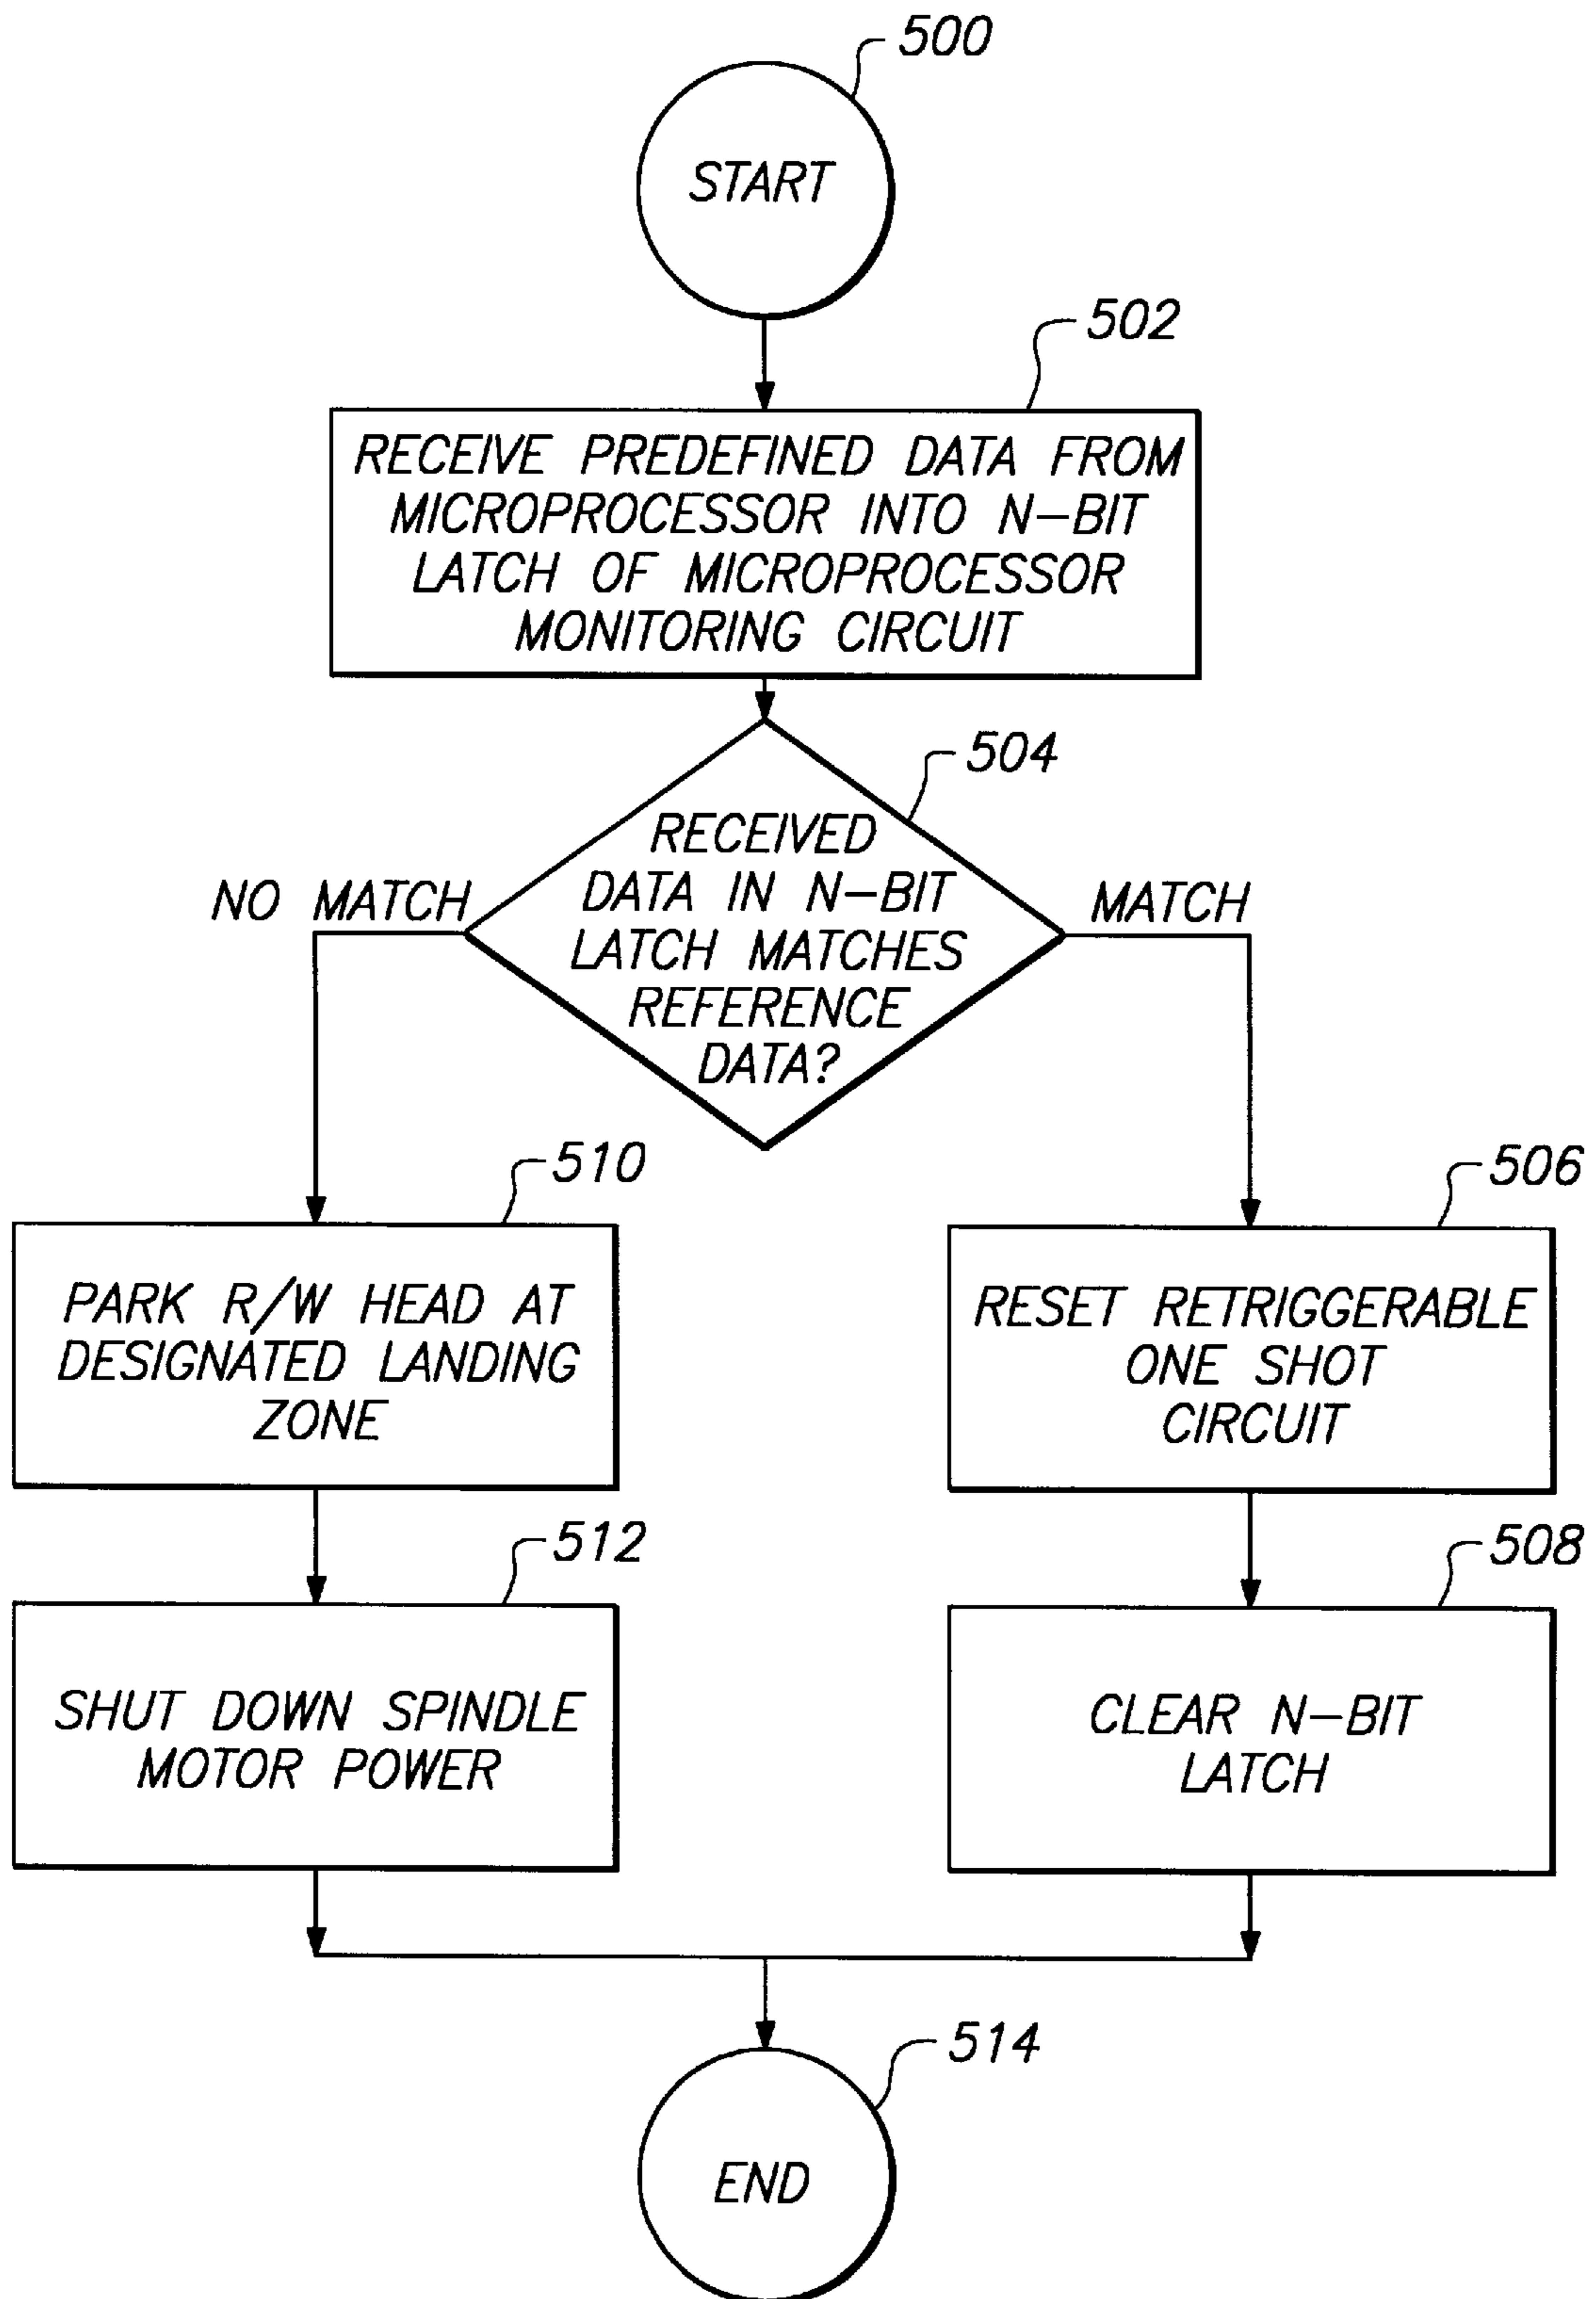 500
START
502
RECEIVE PREDEFINED DATA FROM
MICROPROCESSOR INTO N-BIT
LATCH OF MICROPROCESSOR
MONITORING CIRCUIT
504
RECEIVED
DATA IN N-BIT
LATCH MATCHES
REFERENCE
DATA?
NO MATCH
MATCH
510
PARK R/W HEAD AT
DESIGNATED LANDING
ZONE
506
RESET RETRIGGERABLE
ONE SHOT
CIRCUIT
512
SHUT DOWN SPINDLE
MOTOR POWER
508
CLEAR N-BIT
LATCH
514
END